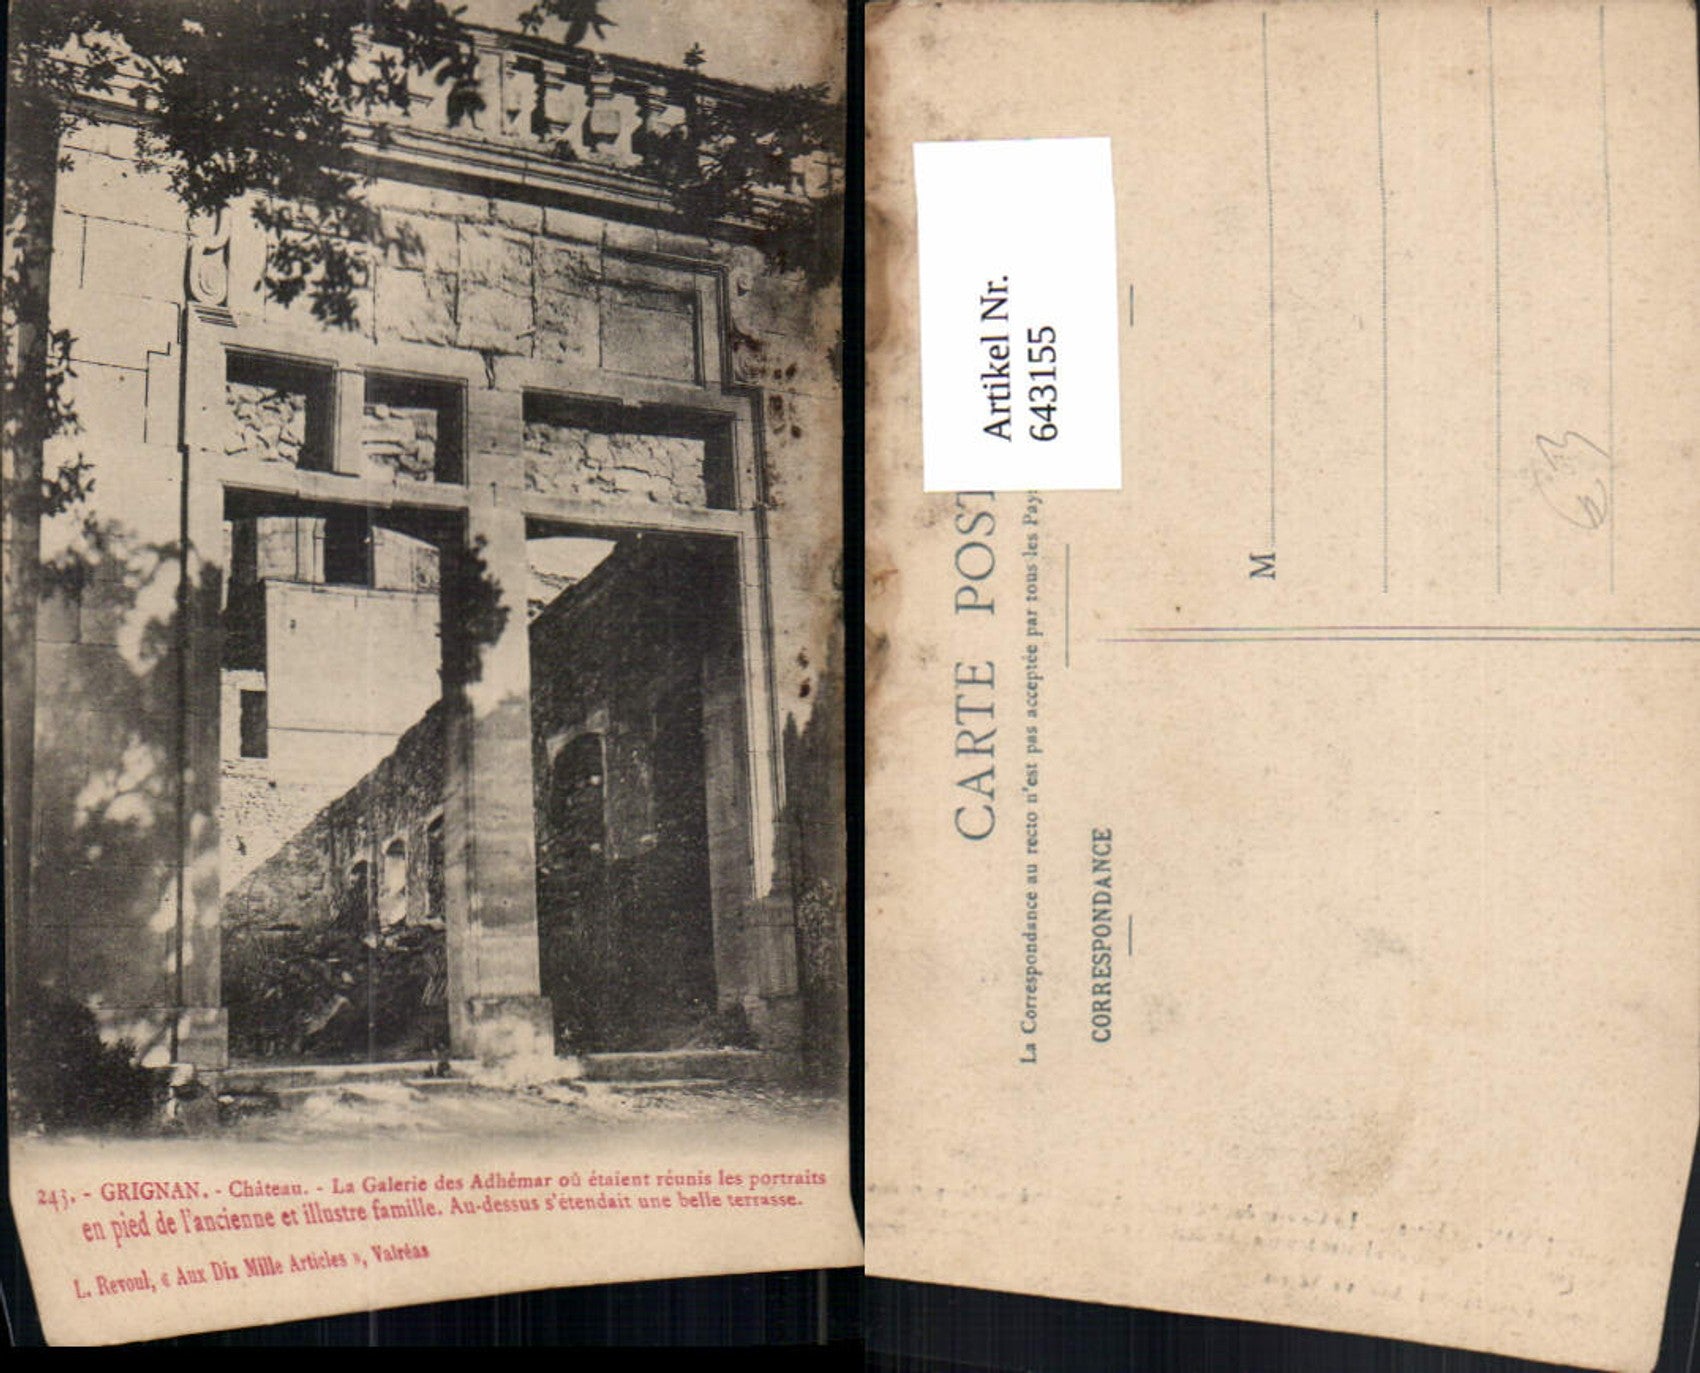 243. - GRIGNAN. - Château. - La Galerie des Adhémar où étaient réunis les portraits
en pied de l'ancienne et illustre famille. Au-dessus s'étendait une belle terrasse.
L. Revoul, « Aux Dix Mille Articles », Valréas
Artikel Nr.
643155
CARTE POST
La Correspondance au recto n'est pas acceptée par tous les Pay
CORRESPONDANCE
M